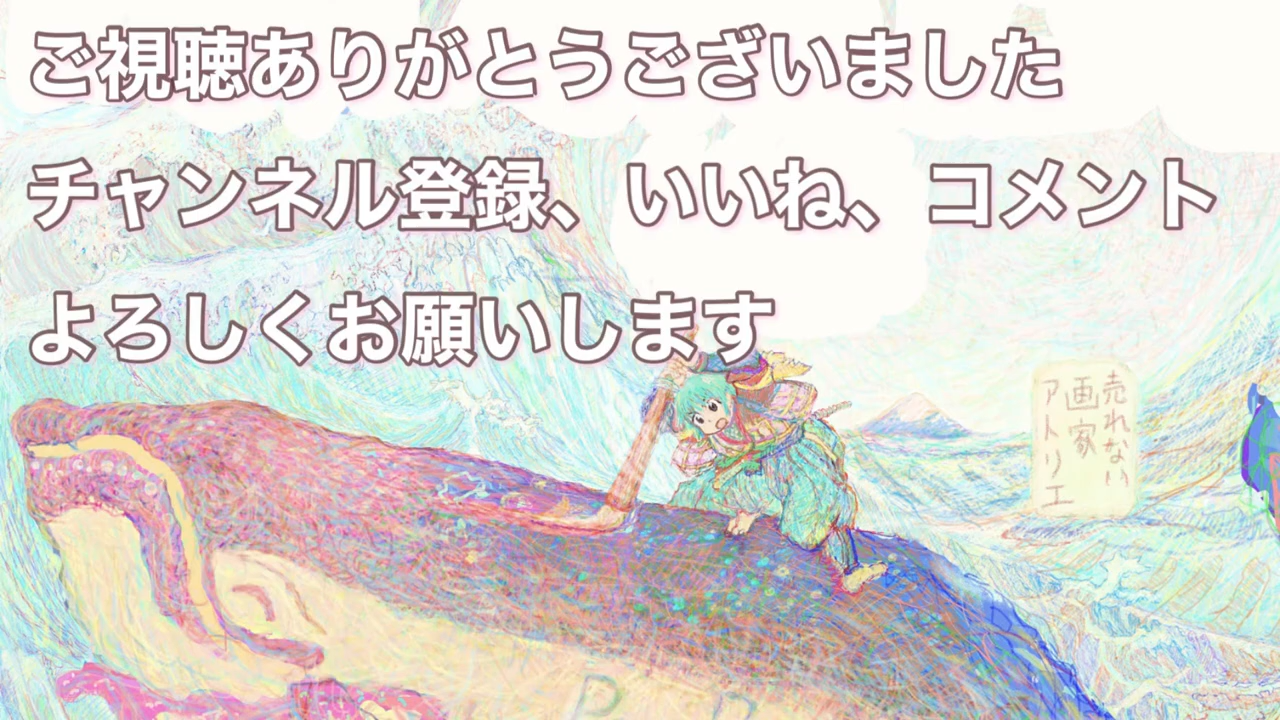 ご視聴ありがとうございました
チャンネル登録、いいね、コメント
よろしくお願いします
売れない
画家
アトリエ